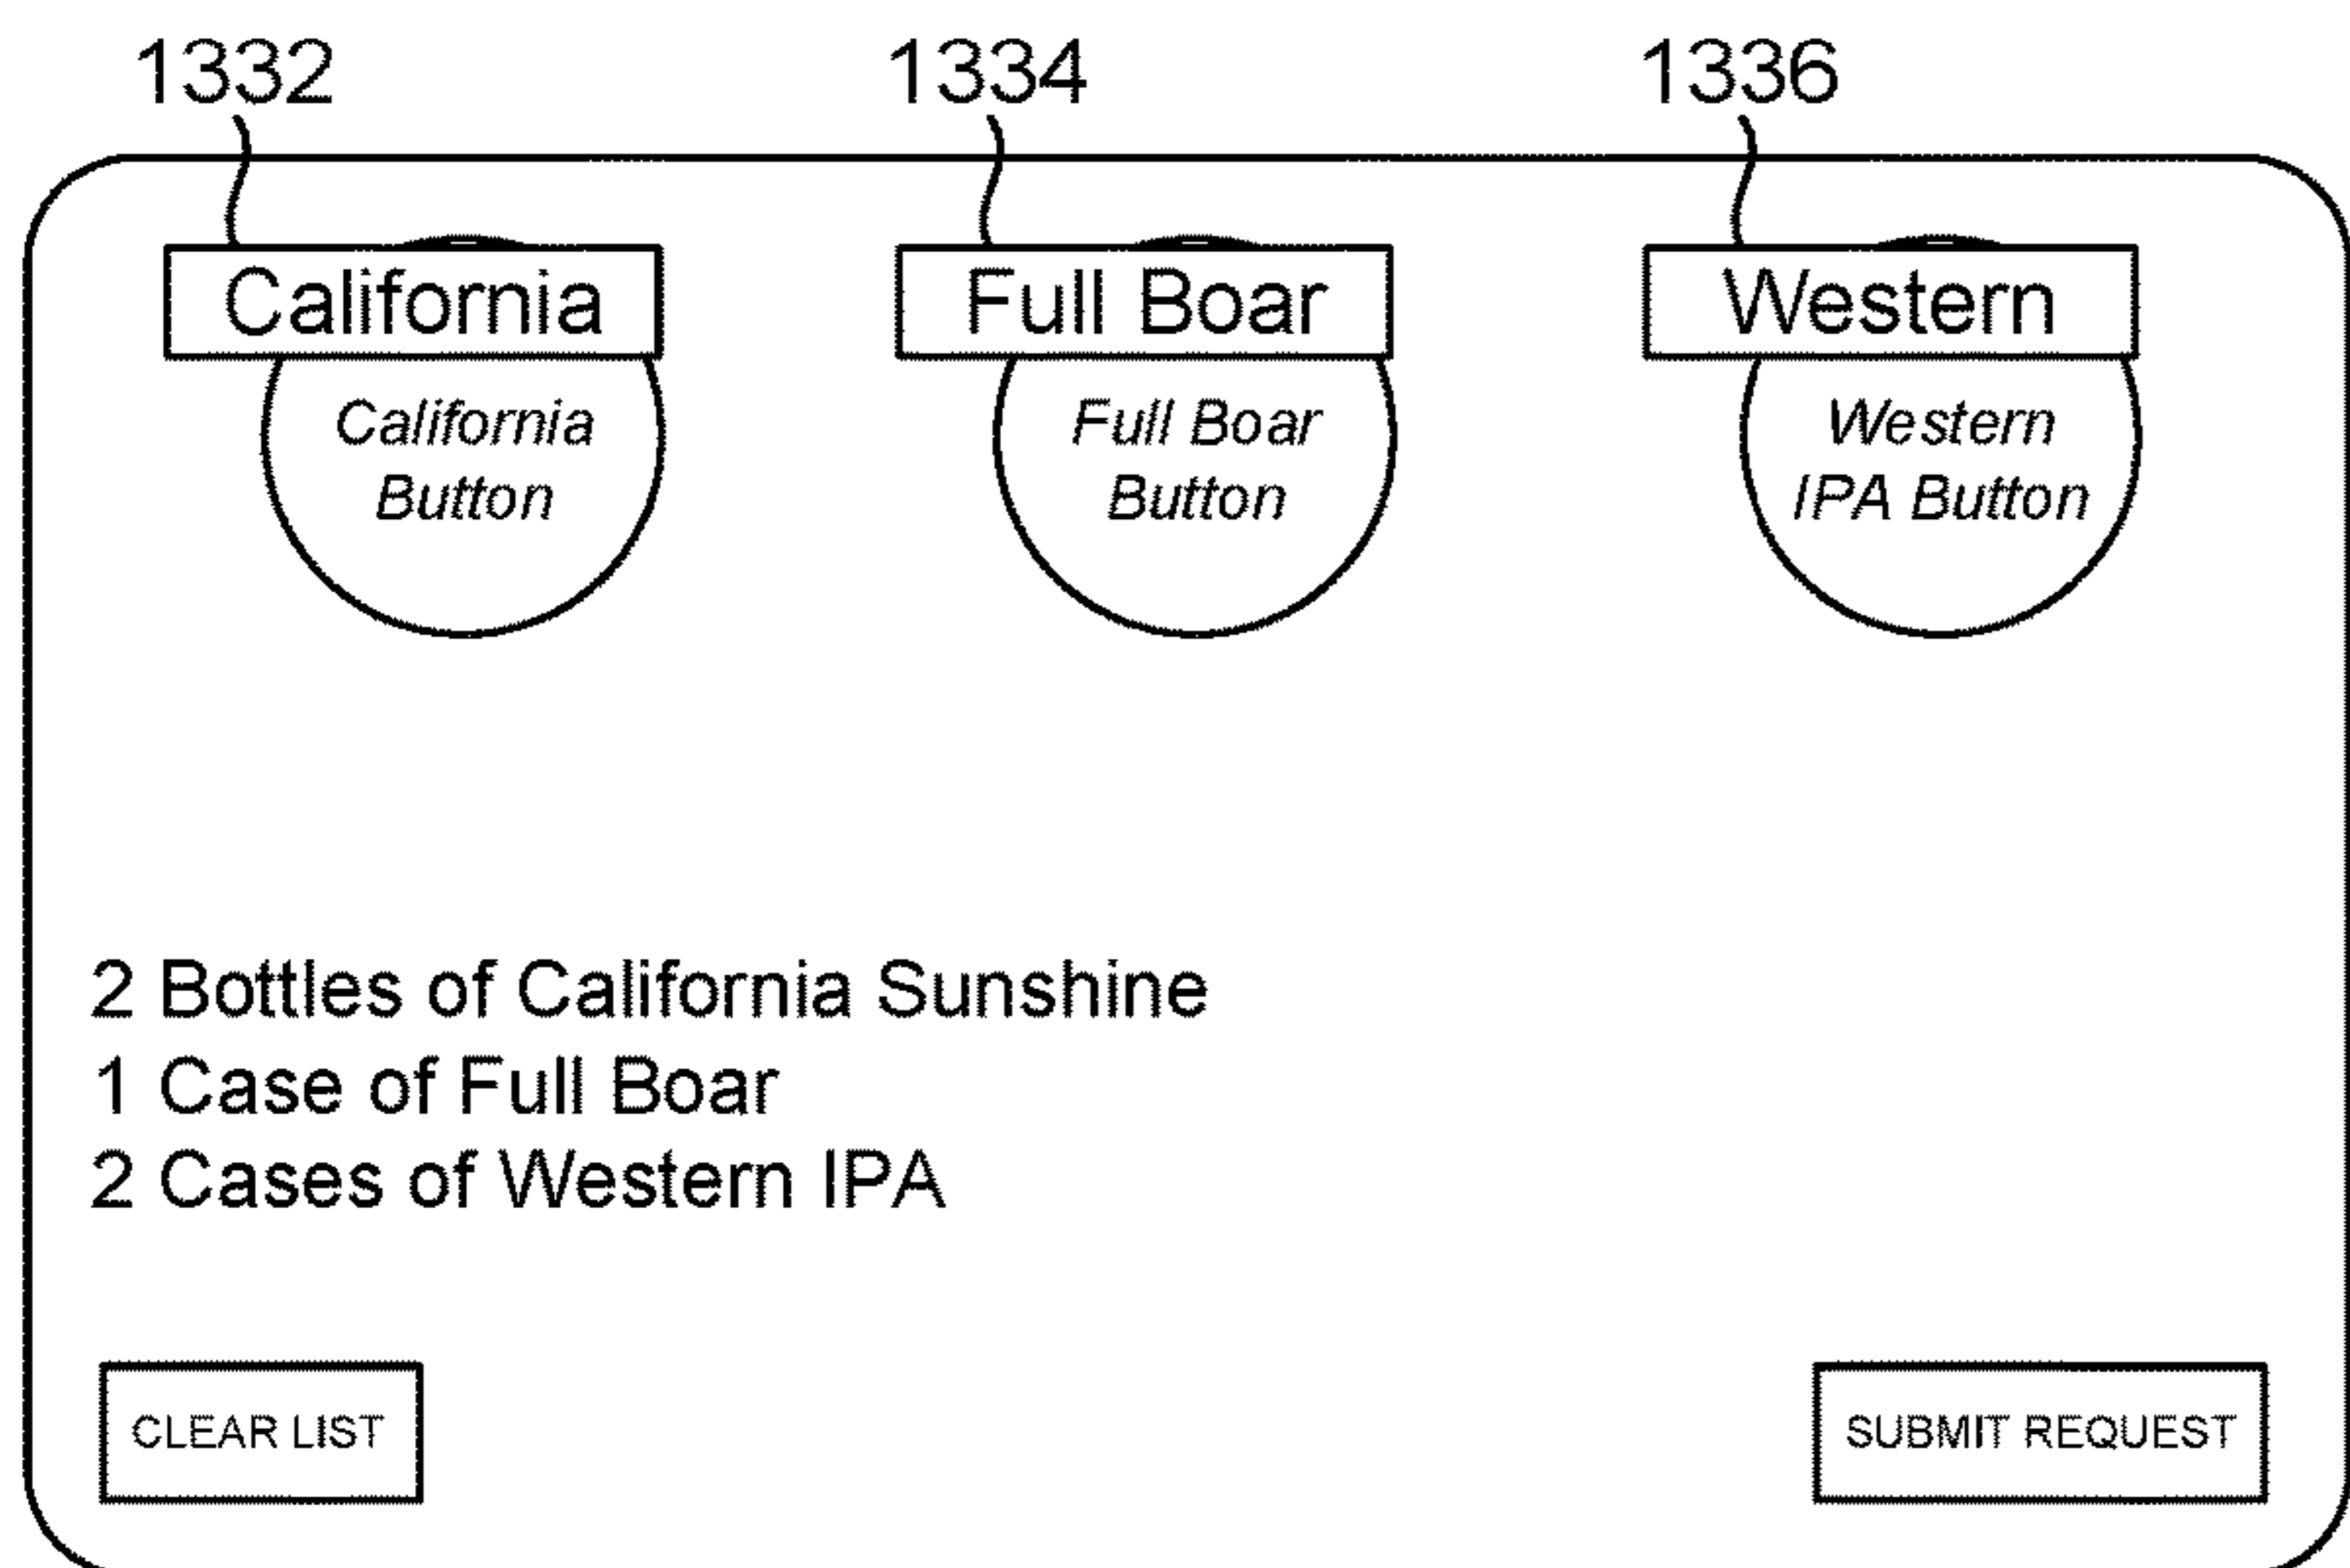 1332 1334 1336
California Full Boar Western
California Full Boar Western
Button Button IPA Button
2 Bottles of California Sunshine
1 Case of Full Boar
2 Cases of Western IPA
CLEAR LIST SUBMIT REQUEST